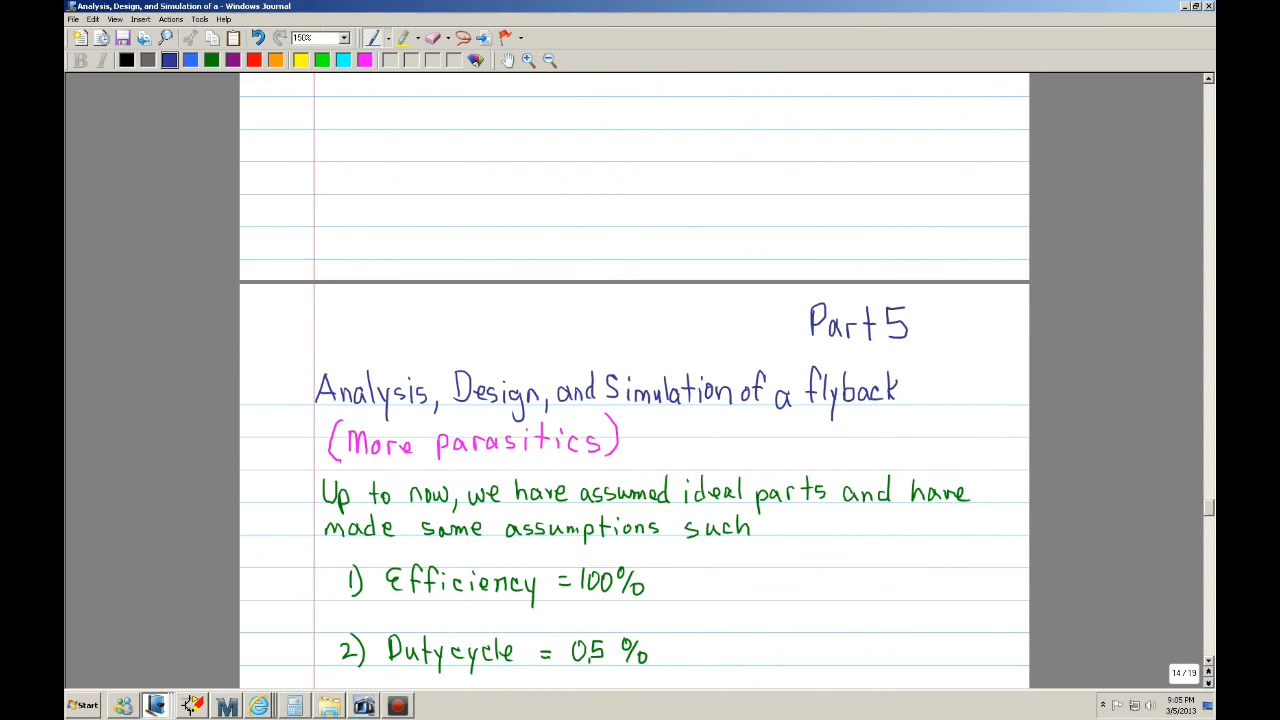 Analysis, Design, and Simulation of a - Windows Journal
File Edit View Insert Actions Tools Help
150%
B I
Part 5
Analysis, Design, and Simulation of a flyback
(More parasitics)
Up to now, we have assumed ideal parts and have
made same assumptions such
1) Efficiency = 100%
2) Dutycycle = 0.5 %
14 / 19
Start
9:05 PM
3/5/2013